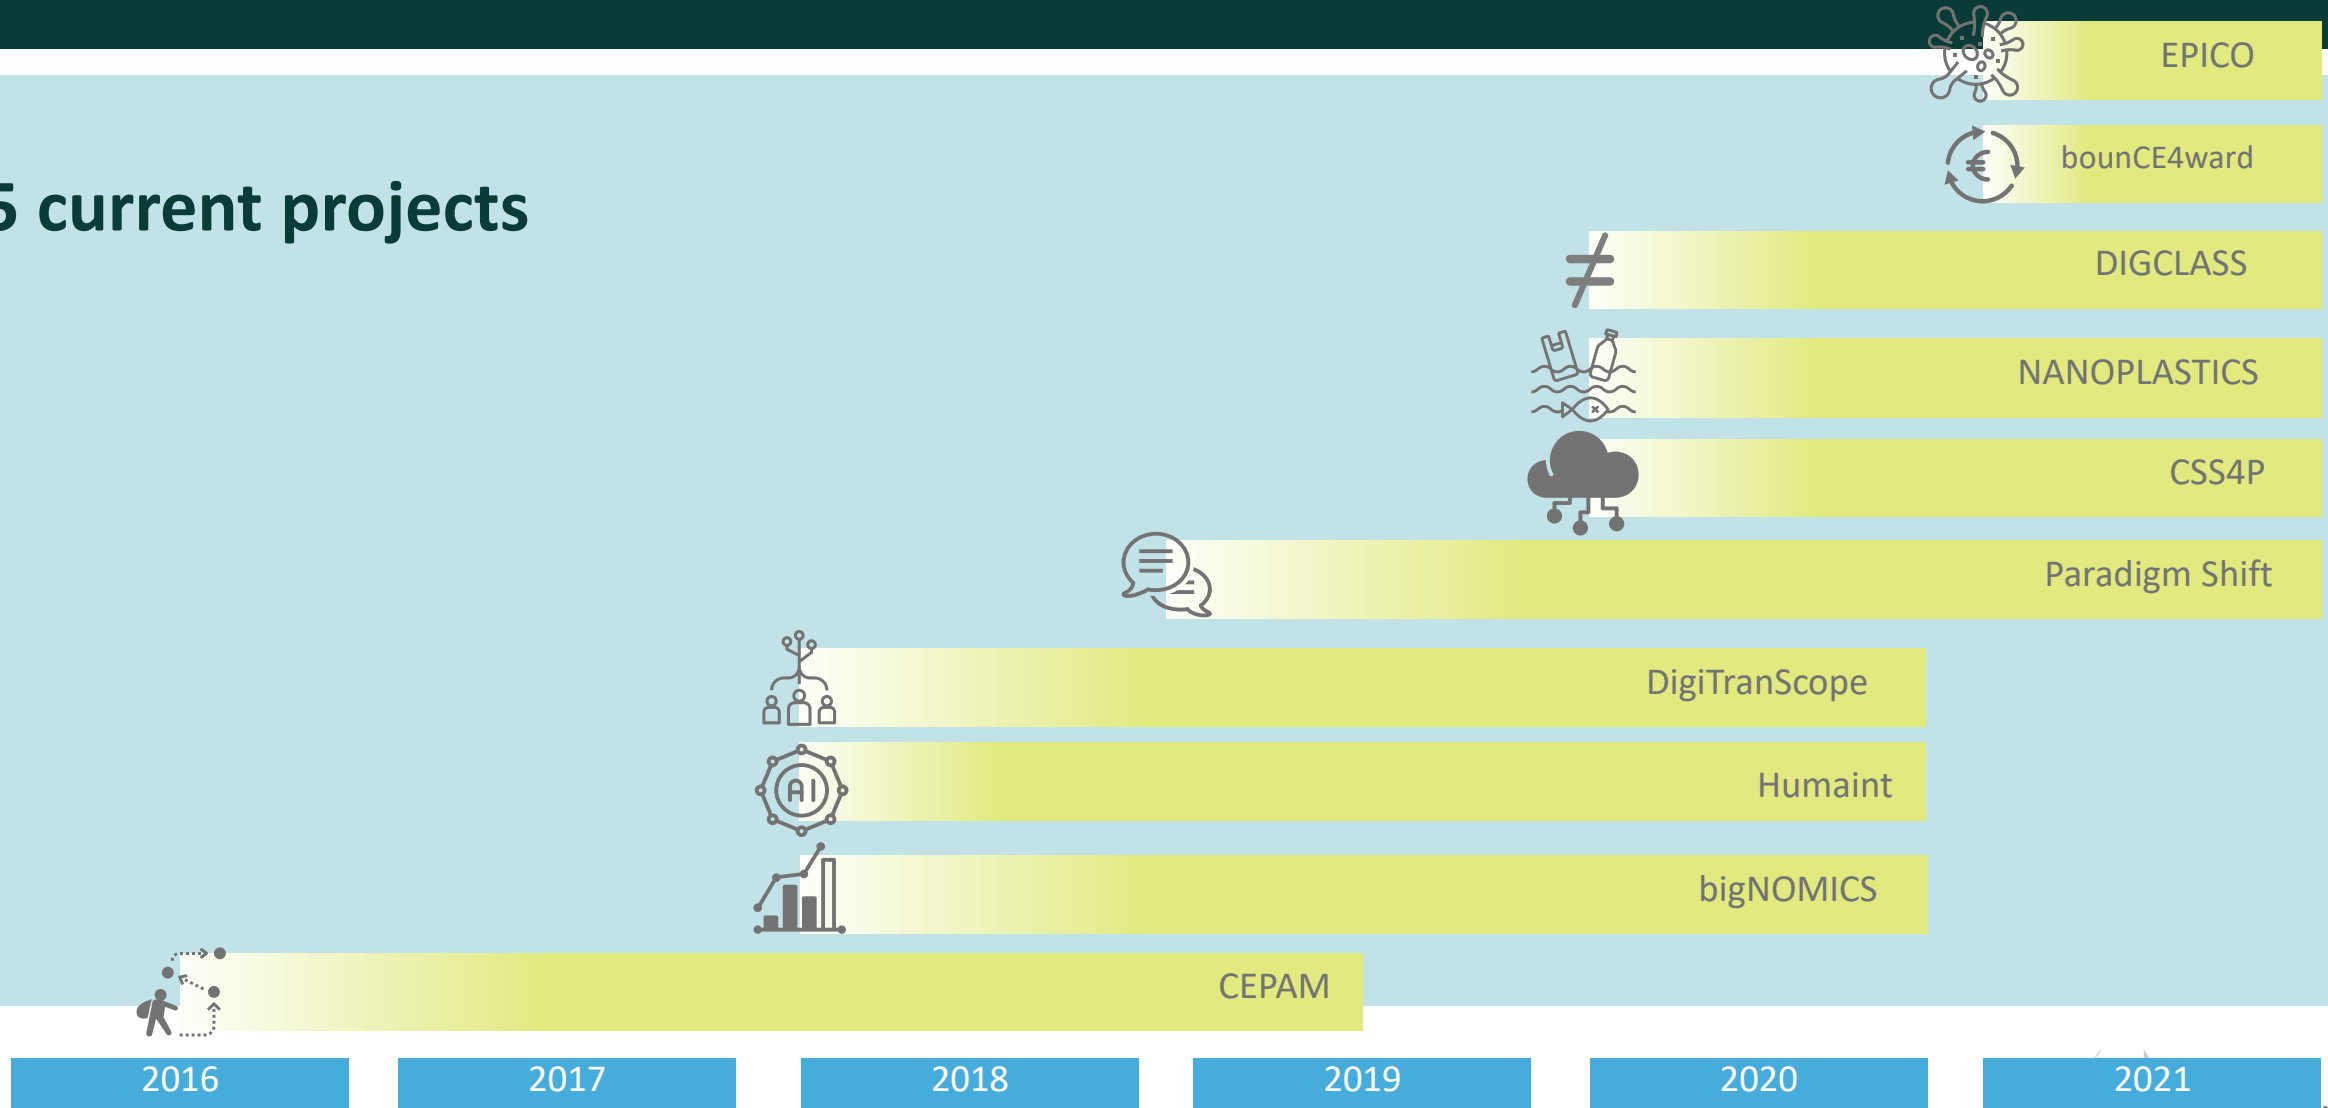 EPICO
bounCE4ward
5 current projects
DIGCLASS
NANOPLASTICS
CSS4P
Paradigm Shift
DigiTranScope
Humaint
AI
bigNOMICS
CEPAM
2016 2017 2018 2019 2020 2021